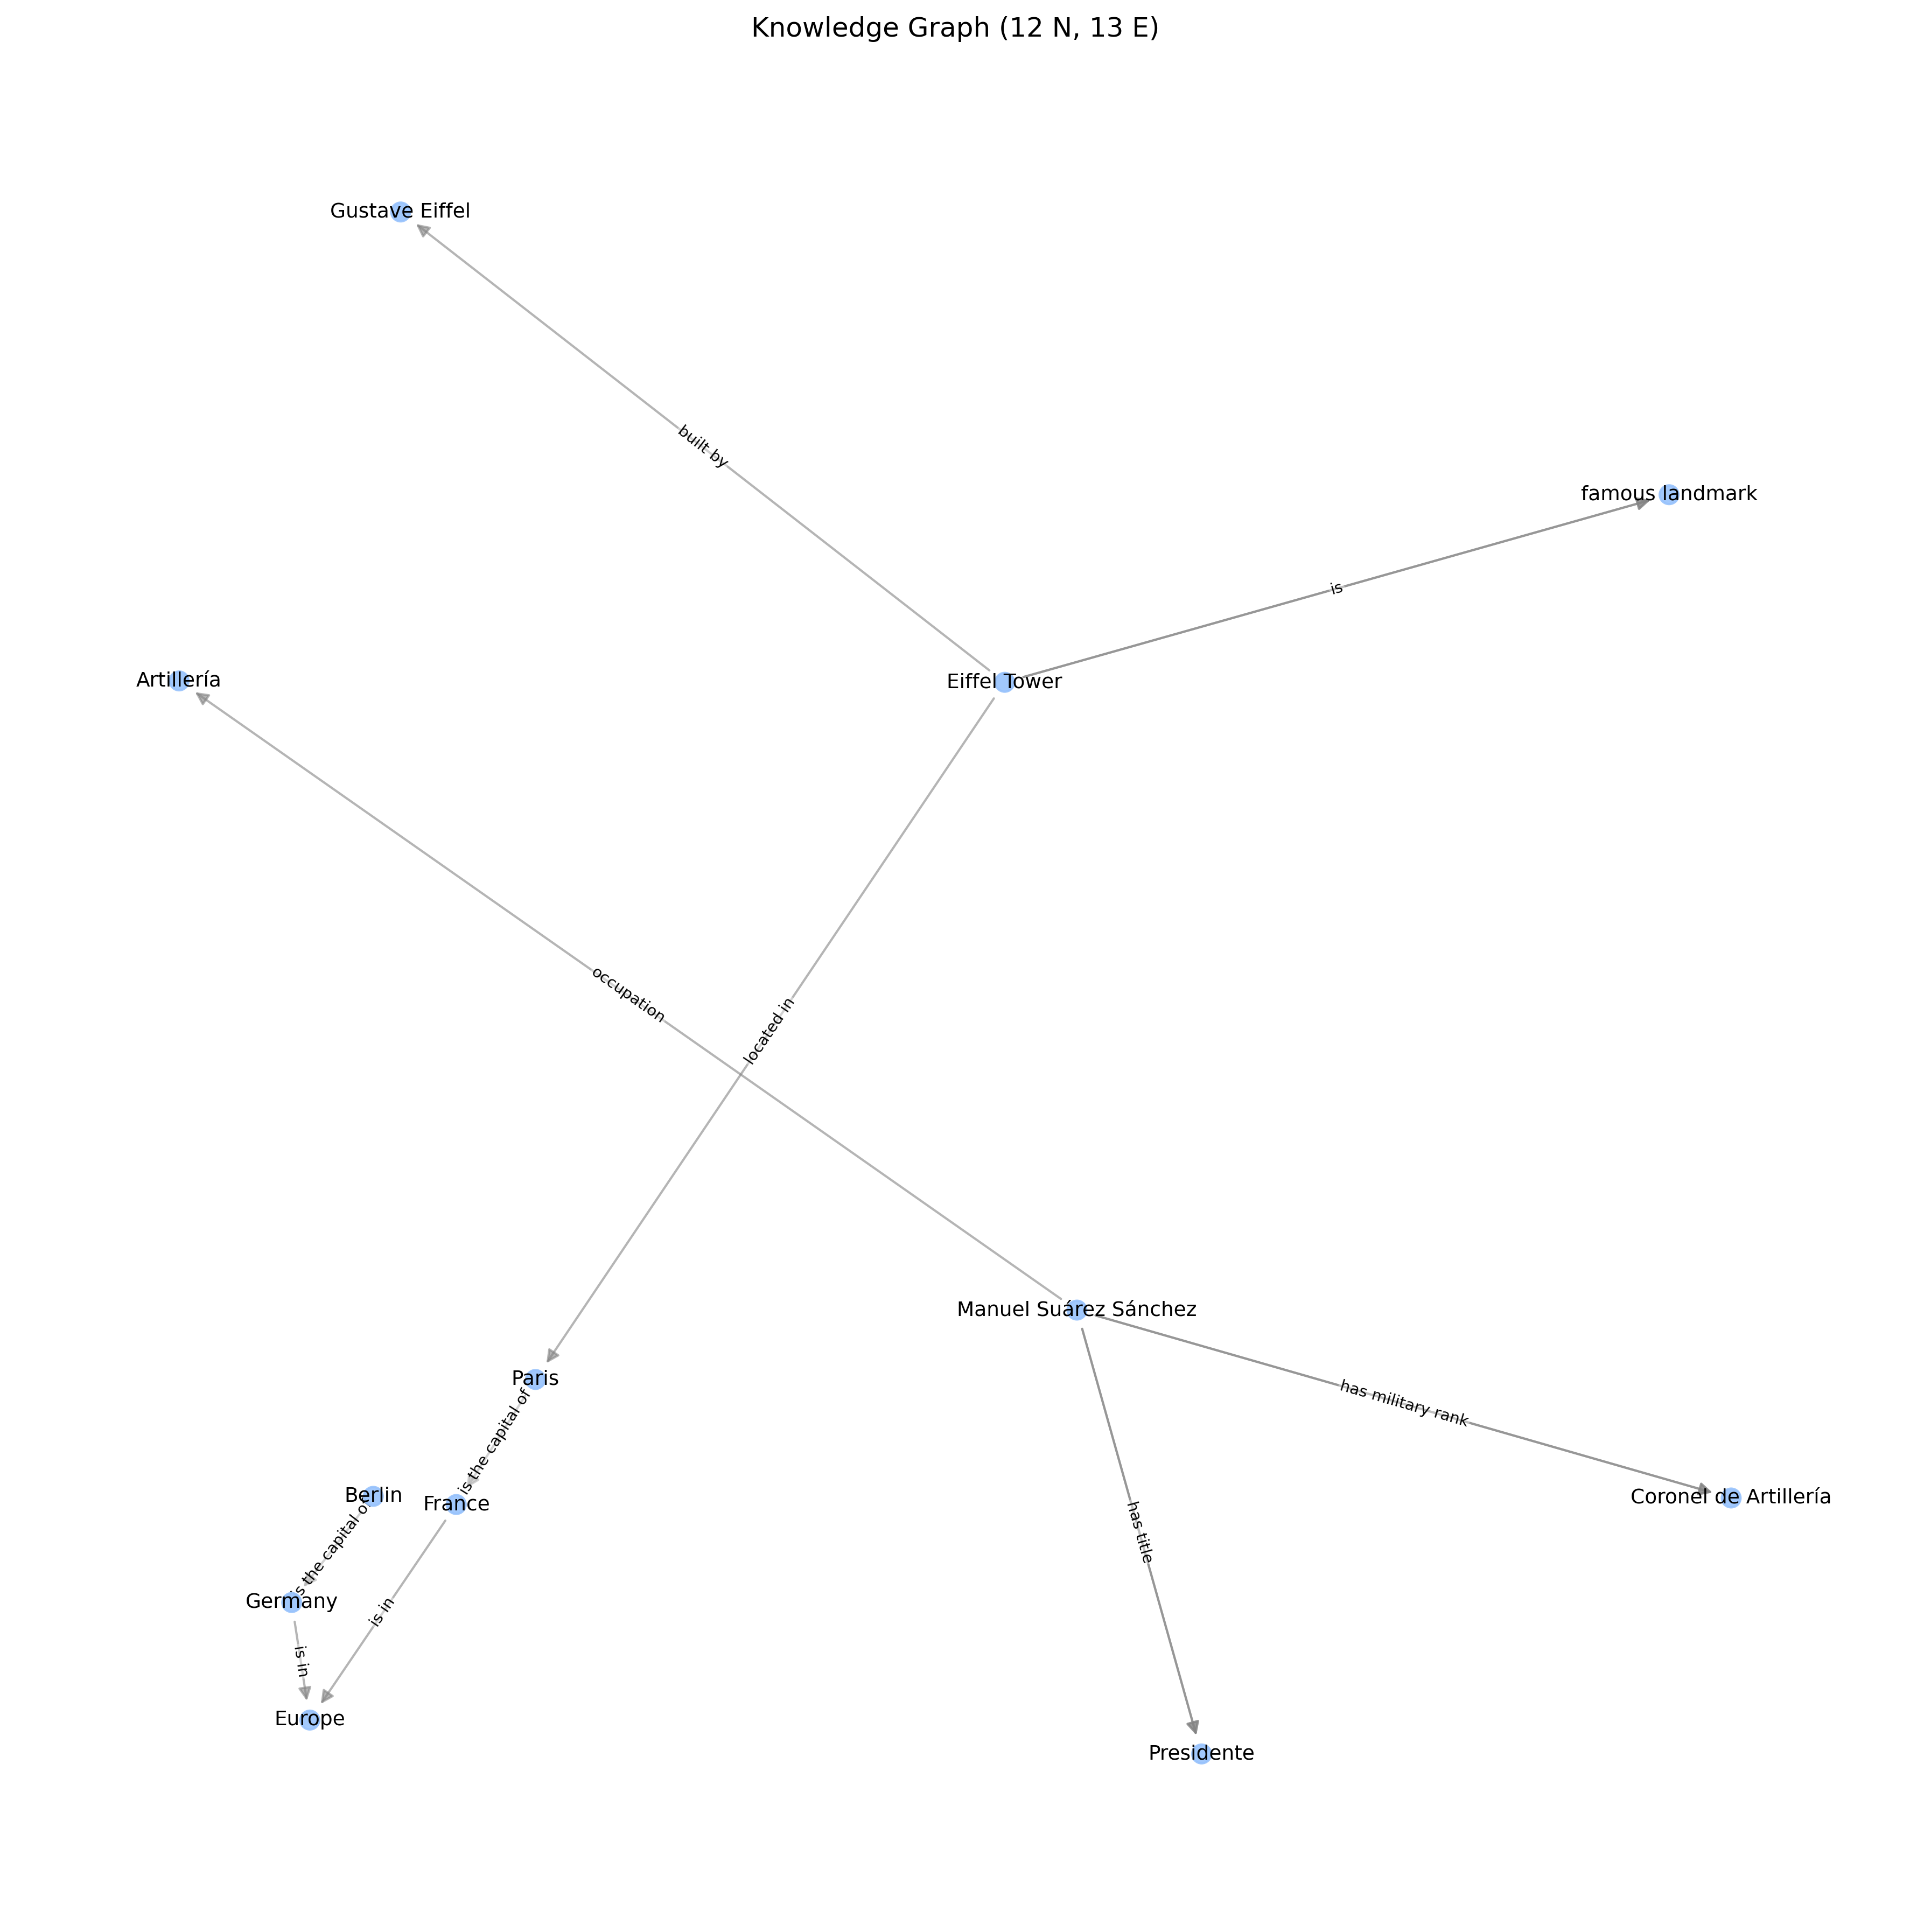 Knowledge Graph (12 N, 13 E)
Gustave Eiffel
built by
famous landmark
is
Artillería
Eiffel Tower
occupation
located in
Manuel Suárez Sánchez
Paris
has military rank
is the capital of
Berlin
France
Coronel de Artillería
has title
is the capital of
Germany
is in
is in
Europe
Presidente